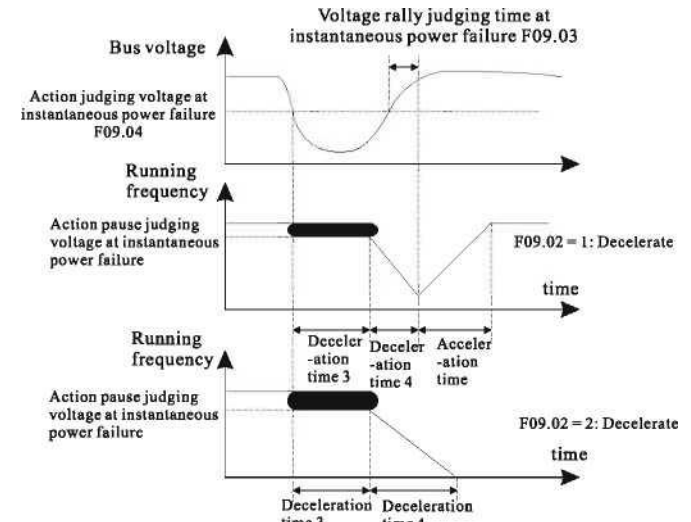 Voltage rally judging time at
instantaneous power failure F09.03
Bus voltage
Action judging voltage at
instantaneous power failure
F09.04
Running
frequency
Action pause judging
voltage at instantaneous
power failure
F09.02 = 1: Decelerate
time
Deceler
-ation
time 3
Deceler
-ation
time 4
Acceler
-ation
time
Running
frequency
Action pause judging
voltage at instantaneous
power failure
F09.02 = 2: Decelerate
time
Deceleration
time 3
Deceleration
time 4